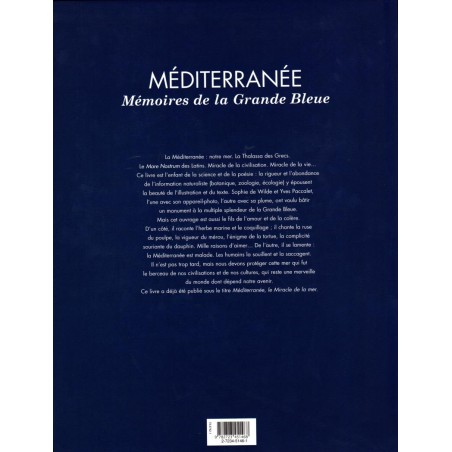 MÉDITERRANÉE
Mémoires de la Grande Bleue
La Méditerranée : notre mer. La Thalassa des Grecs.
Le Mare Nostrum des Latins. Miracle de la civilisation. Miracle de la vie...
Ce livre est l'enfant de la science et de la poésie : la rigueur et l'abondance
de l'information naturaliste (botanique, zoologie, écologie) y épousent
la beauté de l'illustration et du texte. Sophie de Wilde et Yves Paccalet,
l'une avec son appareil-photo, l'autre avec sa plume, ont voulu bâtir
un monument à la multiple splendeur de la Grande Bleue.
Mais cet ouvrage est aussi le fils de l'amour et de la colère.
D'un côté, il raconte l'herbe marine et le coquillage ; il chante la ruse
du poulpe, la vigueur du mérou, l'énigme de la tortue, la complicité
souriante du dauphin. Mille raisons d'aimer... De l'autre, il se lamente :
la Méditerranée est malade. Les humains la souillent et la saccagent.
Il n'est pas trop tard, mais nous devons protéger cette mer qui fut
le berceau de nos civilisations et de nos cultures, qui reste une merveille
du monde dont dépend notre avenir.
Ce livre a déjà été publié sous le titre Méditerranée, le Miracle de la mer.